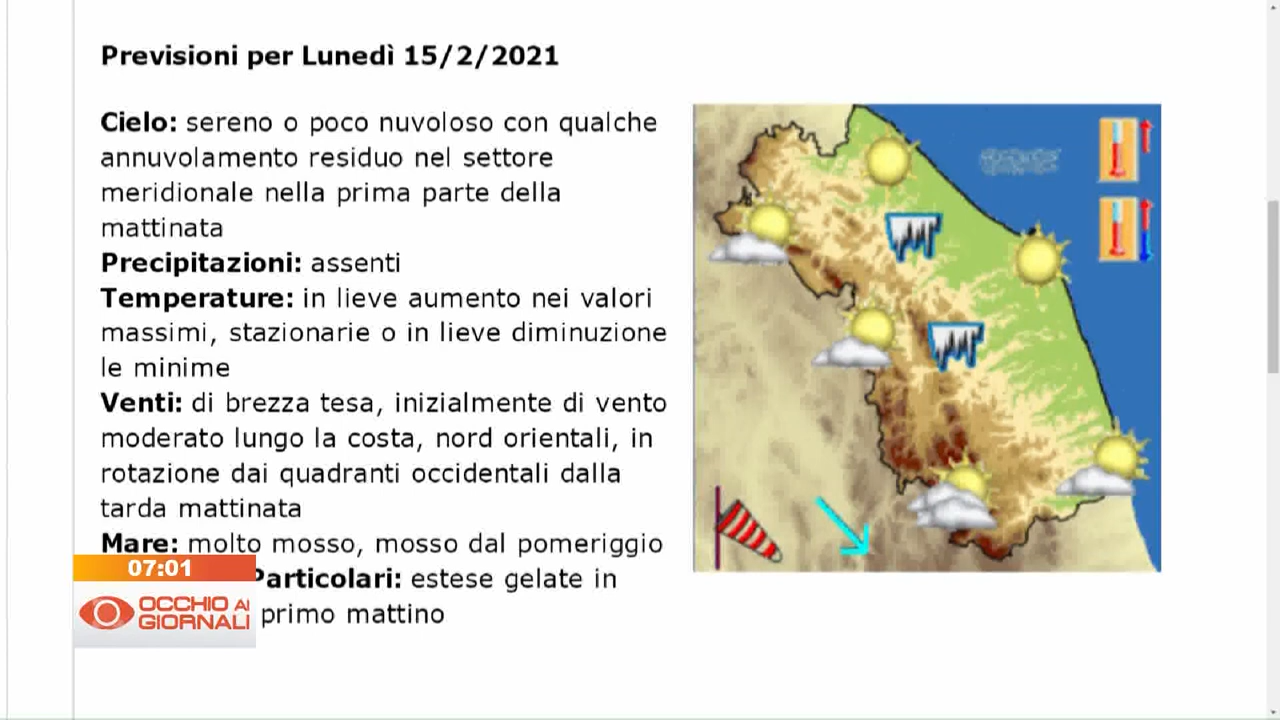 Previsioni per Lunedì 15/2/2021
Cielo: sereno o poco nuvoloso con qualche
annuvolamento residuo nel settore
meridionale nella prima parte della
mattinata
Precipitazioni: assenti
Temperature: in lieve aumento nei valori
massimi, stazionarie o in lieve diminuzione
le minime
Venti: di brezza tesa, inizialmente di vento
moderato lungo la costa, nord orientali, in
rotazione dai quadranti occidentali dalla
tarda mattinata
Mare: molto mosso, mosso dal pomeriggio
Particolari: estese gelate in
primo mattino
07:01
OCCHIO AI
GIORNALI